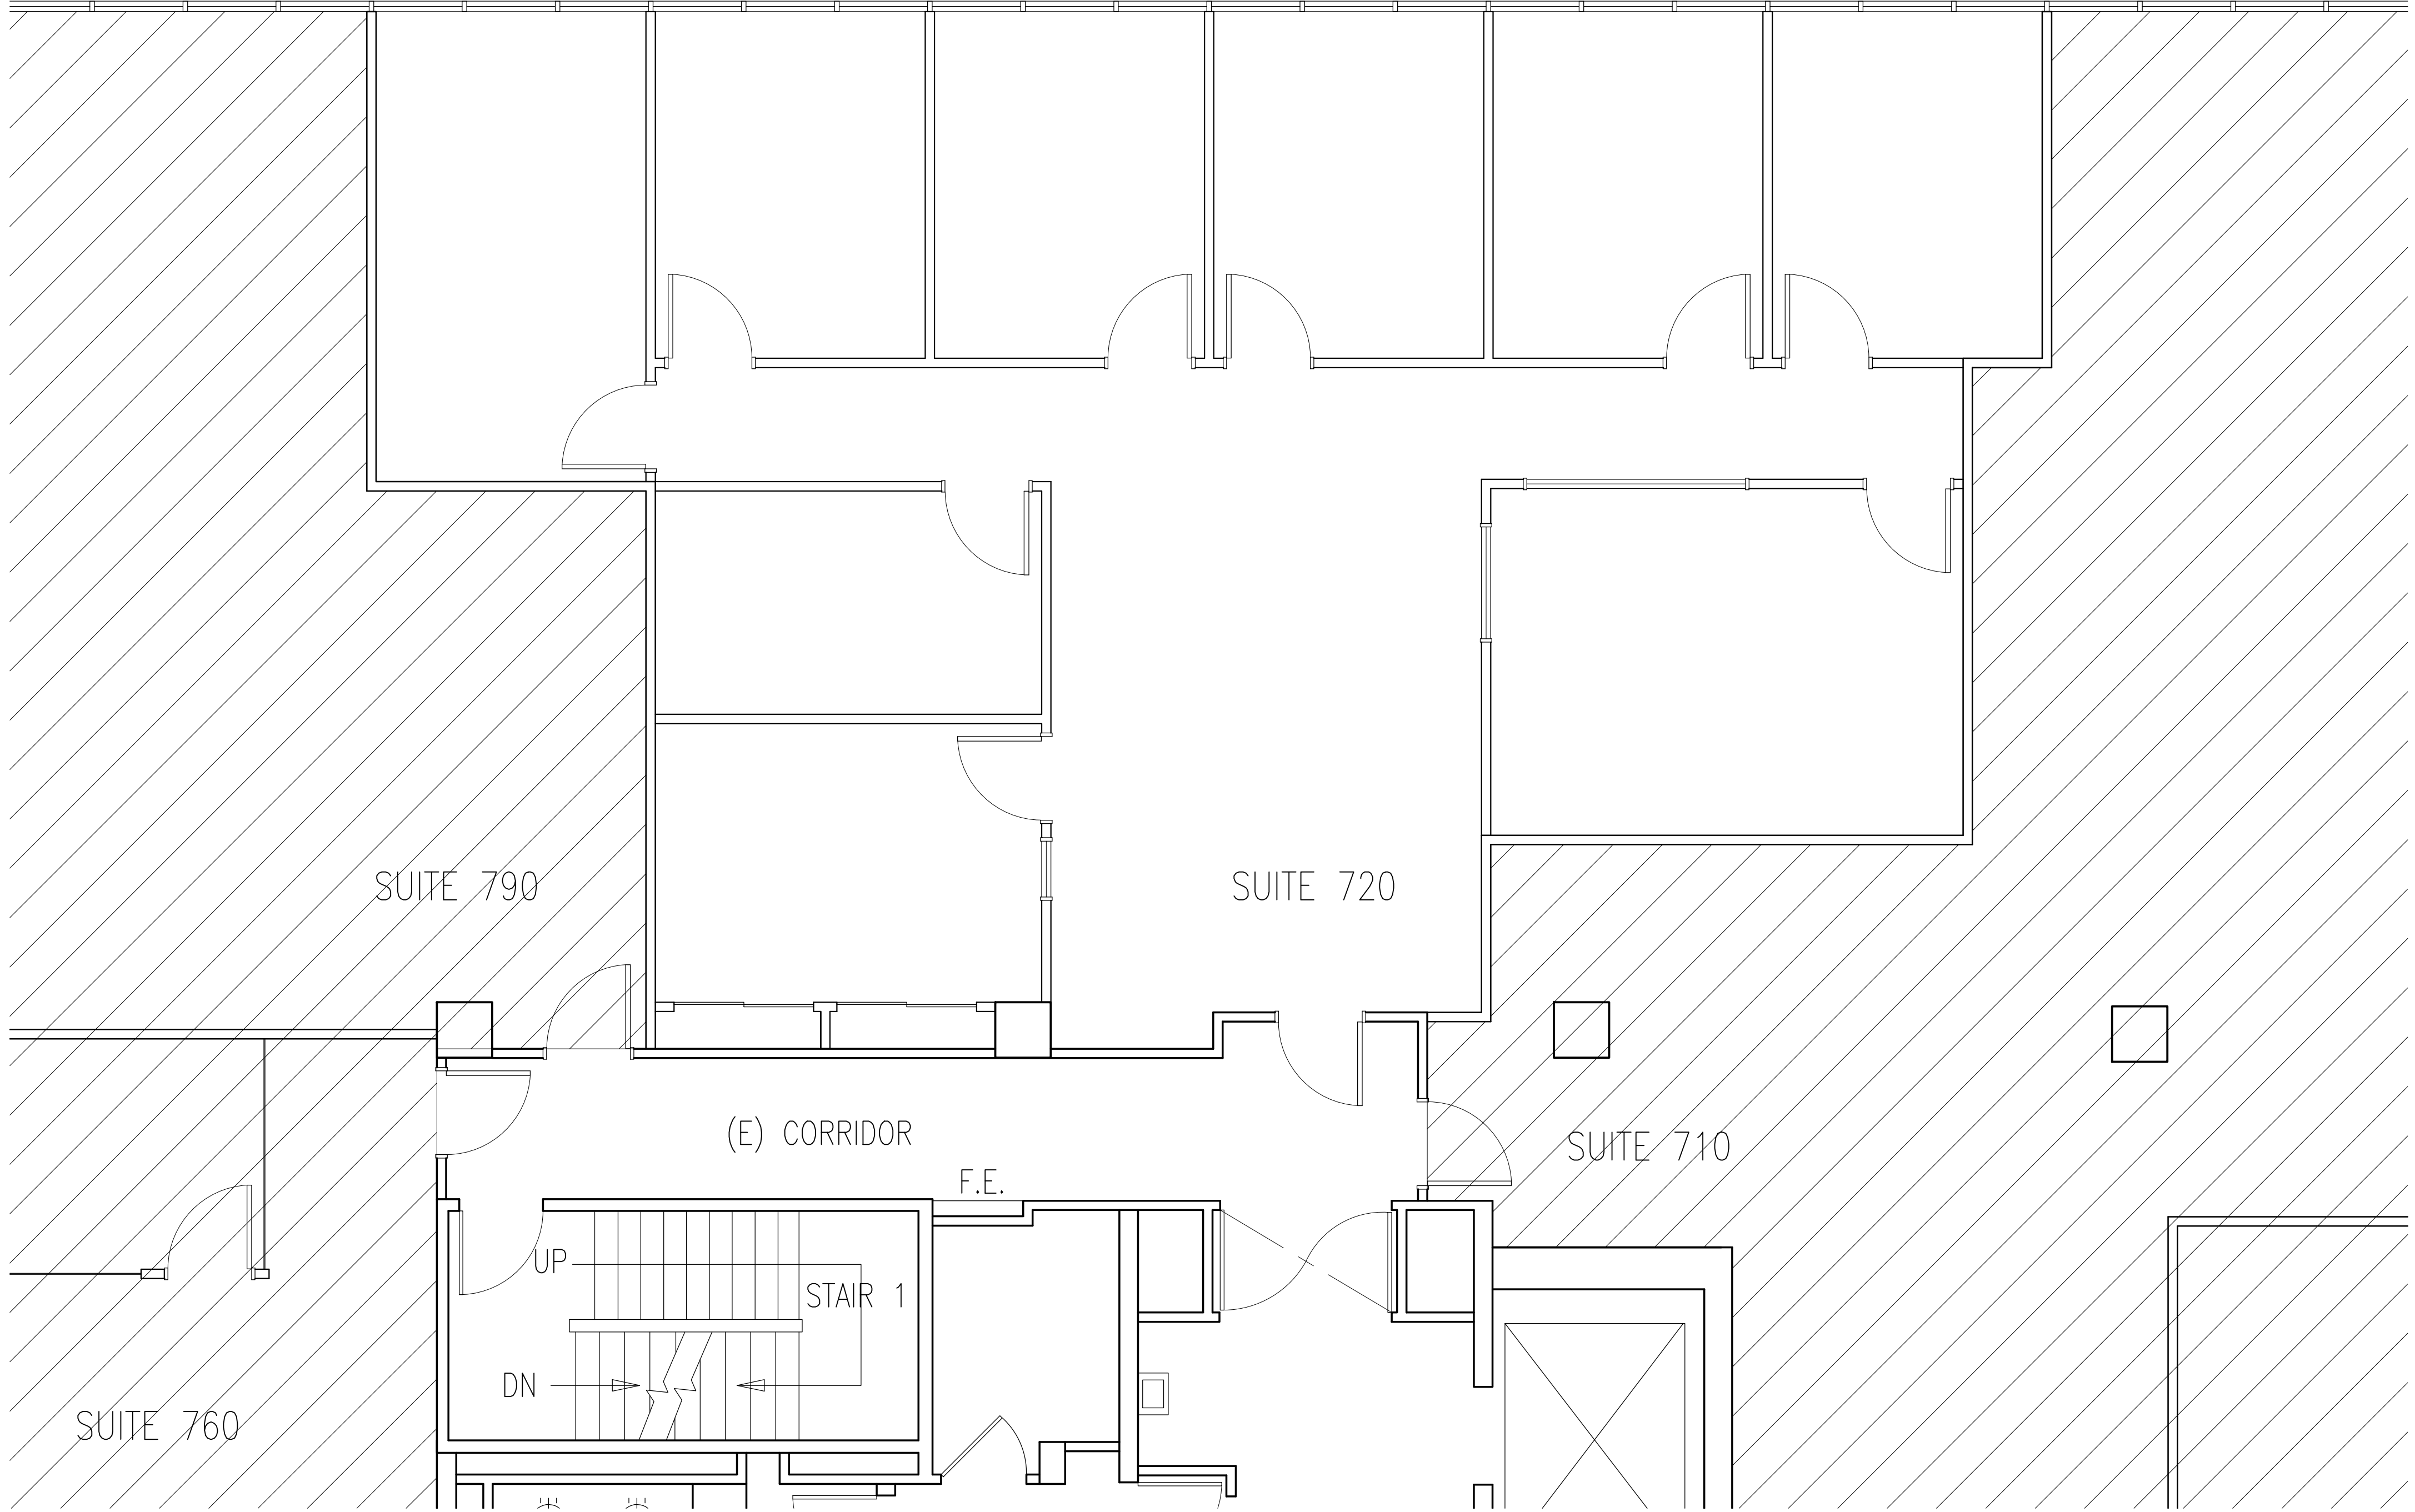 SUITE 790
SUITE 720
(E) CORRIDOR
SUITE 710
F.E.
UP
STAIR 1
DN
SUITE 760